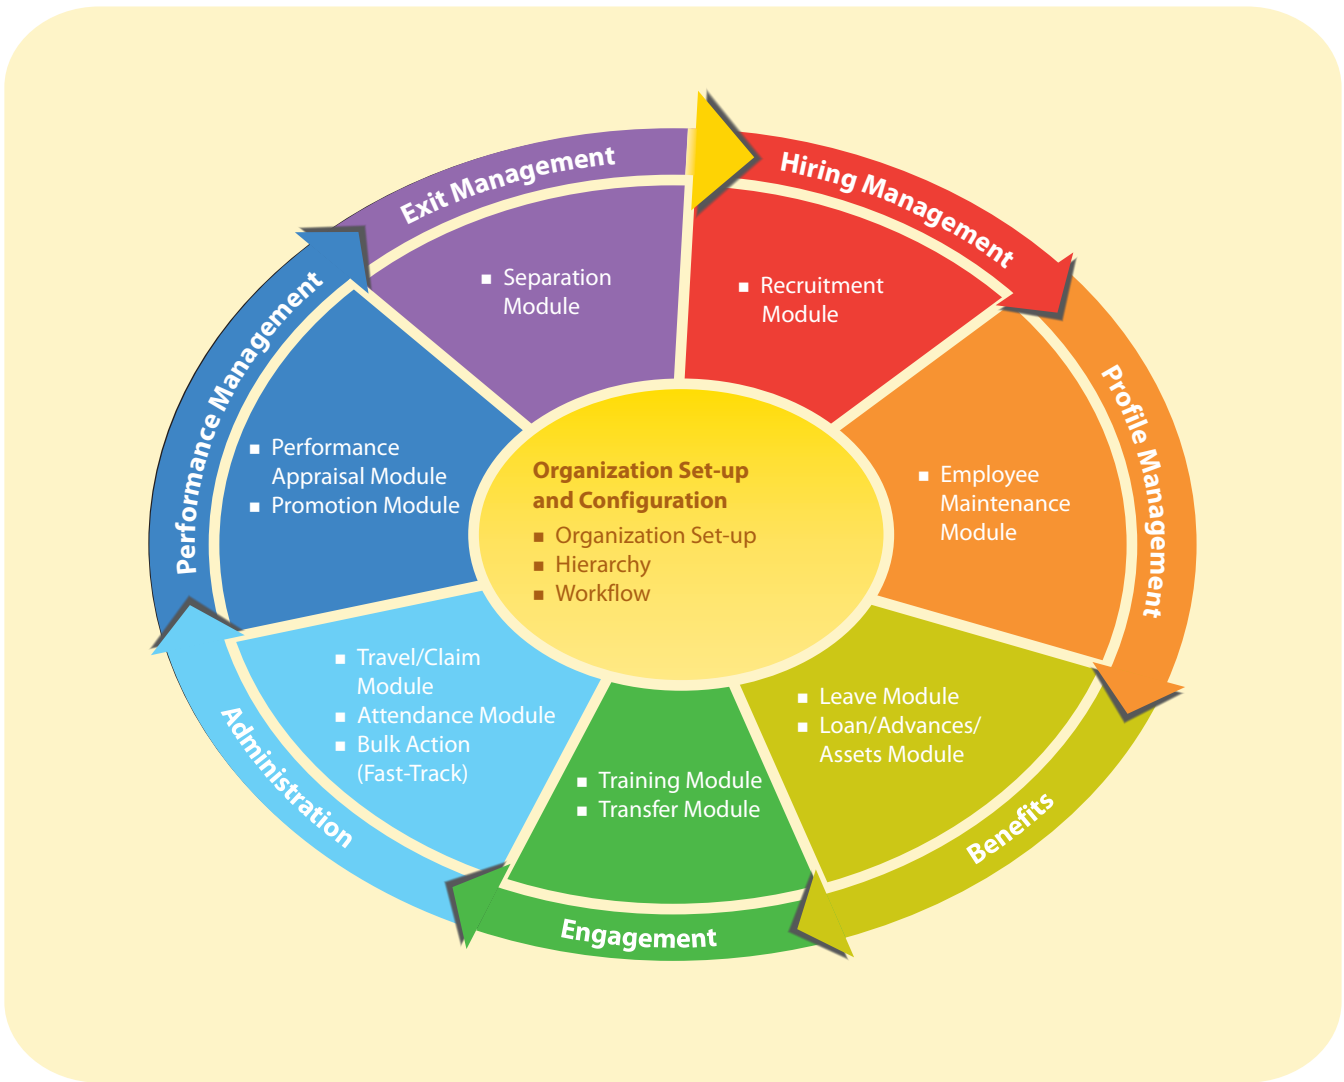 Exit Management
Hiring Management
Profile Management
Benefits
Engagement
Administration
Performance Management
▪ Separation
Module
▪ Recruitment
Module
▪ Employee
Maintenance
Module
▪ Leave Module
▪ Loan/Advances/
Assets Module
▪ Training Module
▪ Transfer Module
▪ Travel/Claim
Module
▪ Attendance Module
▪ Bulk Action
(Fast-Track)
▪ Performance
Appraisal Module
▪ Promotion Module
Organization Set-up
and Configuration
▪ Organization Set-up
▪ Hierarchy
▪ Workflow